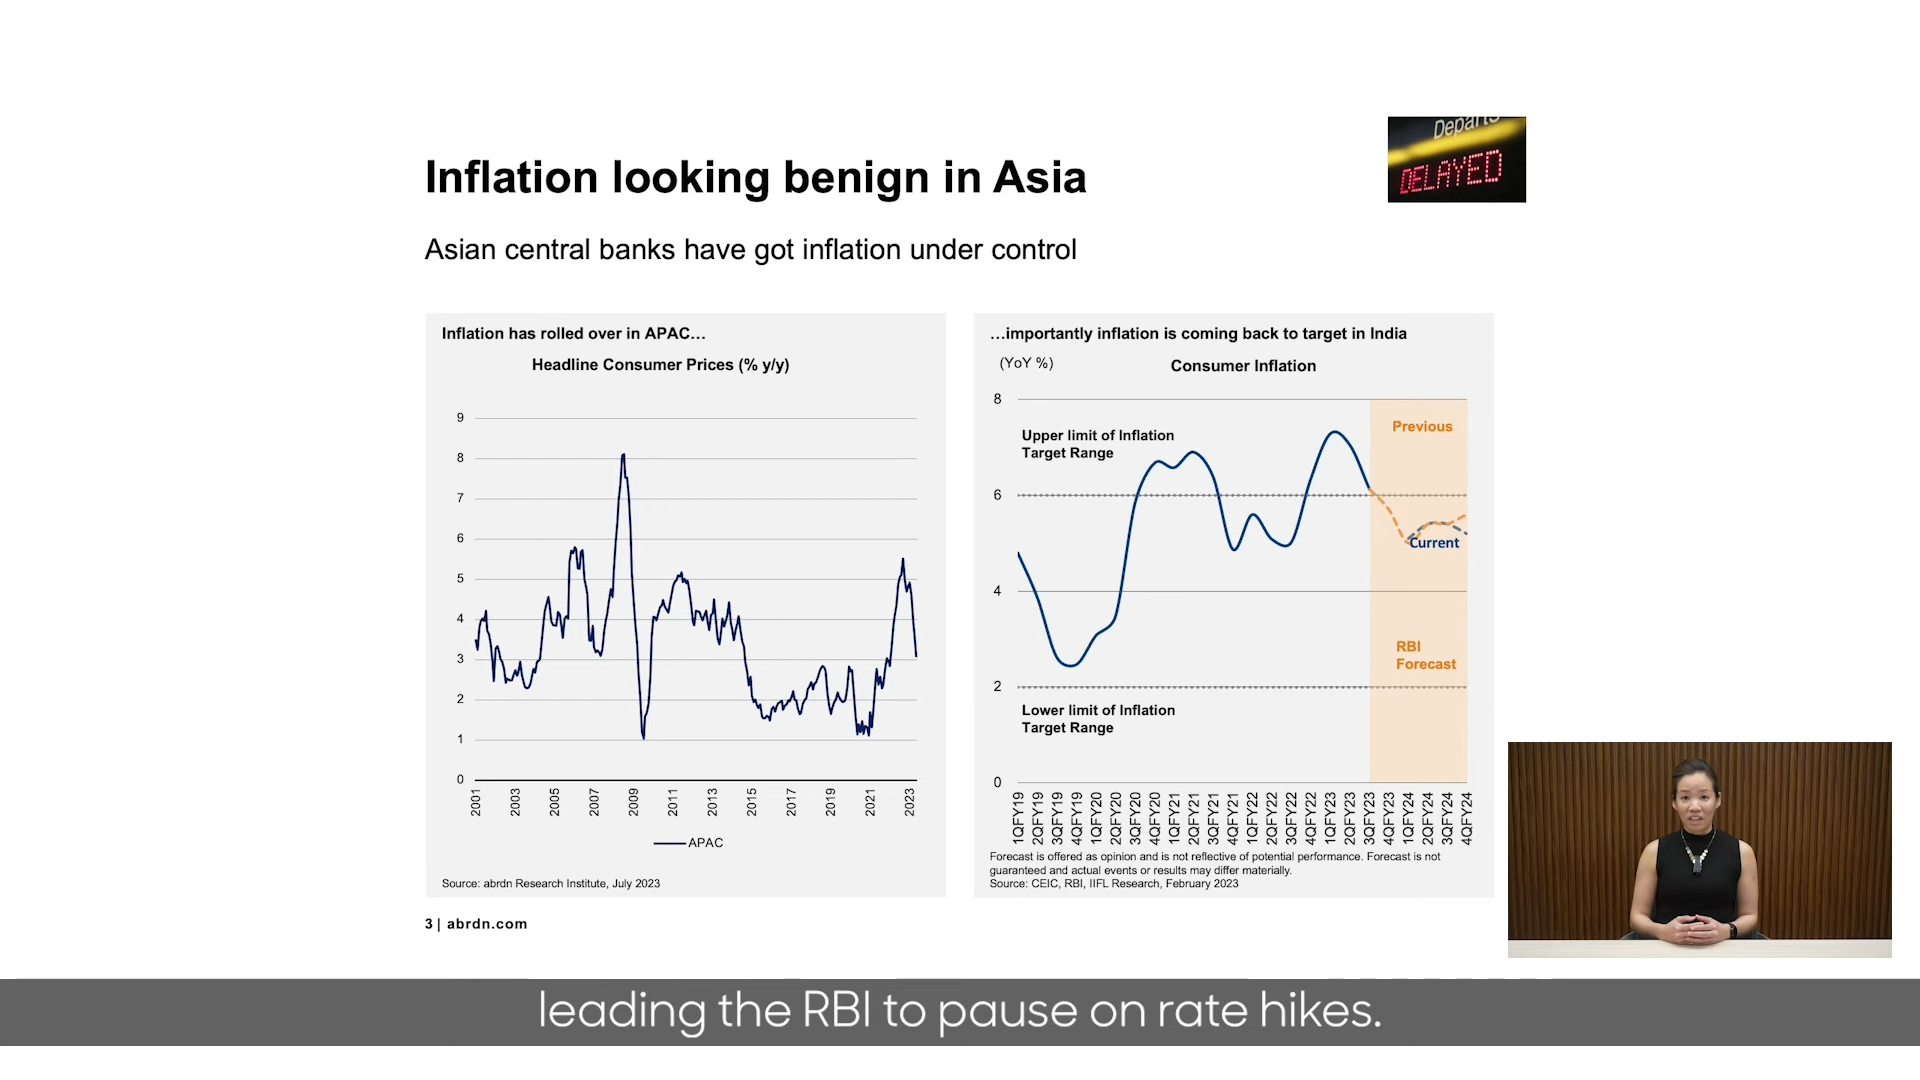 Departs
DELAYED
Inflation looking benign in Asia
Asian central banks have got inflation under control
Inflation has rolled over in APAC…
Headline Consumer Prices (% y/y)
9
8
7
6
5
4
3
2
1
0
2001 2003 2005 2007 2009 2011 2013 2015 2017 2019 2021 2023
APAC
Source: abrdn Research Institute, July 2023
…importantly inflation is coming back to target in India
(YoY %)
Consumer Inflation
8
6
4
2
0
Upper limit of Inflation
Target Range
Previous
Current
RBI
Forecast
Lower limit of Inflation
Target Range
1QFY19 2QFY19 3QFY19 4QFY19 1QFY20 2QFY20 3QFY20 4QFY20 1QFY21 2QFY21 3QFY21 4QFY21 1QFY22 2QFY22 3QFY22 4QFY22 1QFY23 2QFY23 3QFY23 4QFY23 1QFY24 2QFY24 3QFY24 4QFY24
Forecast is offered as opinion and is not reflective of potential performance. Forecast is not
guaranteed and actual events or results may differ materially.
Source: CEIC, RBI, IIFL Research, February 2023
3 | abrdn.com
leading the RBI to pause on rate hikes.